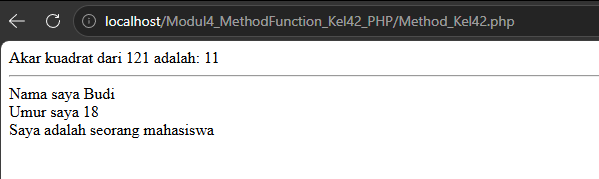 localhost/Modul4_MethodFunction_Kel42_PHP/Method_Kel42.php
Akar kuadrat dari 121 adalah: 11
Nama saya Budi
Umur saya 18
Saya adalah seorang mahasiswa